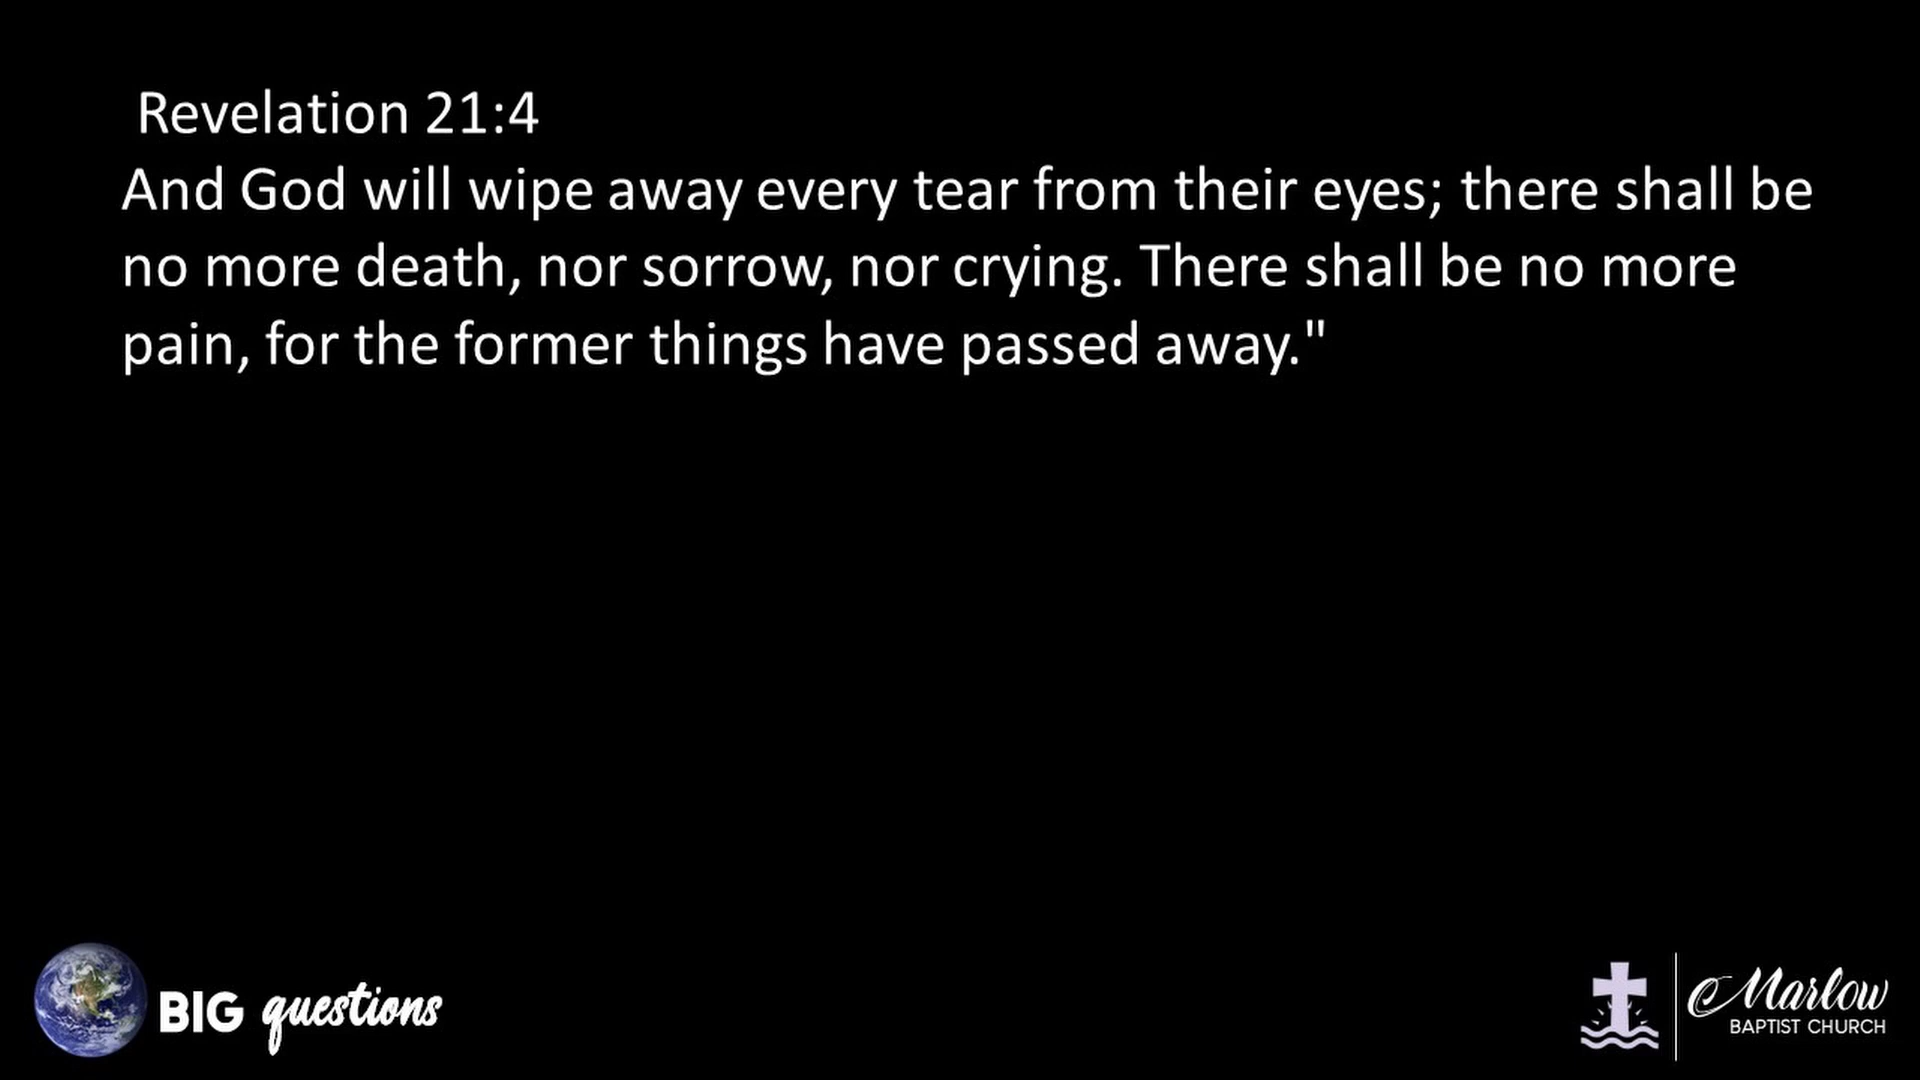 Revelation 21:4
And God will wipe away every tear from their eyes; there shall be
no more death, nor sorrow, nor crying. There shall be no more
pain, for the former things have passed away."
BIG questions
Marlow
BAPTIST CHURCH